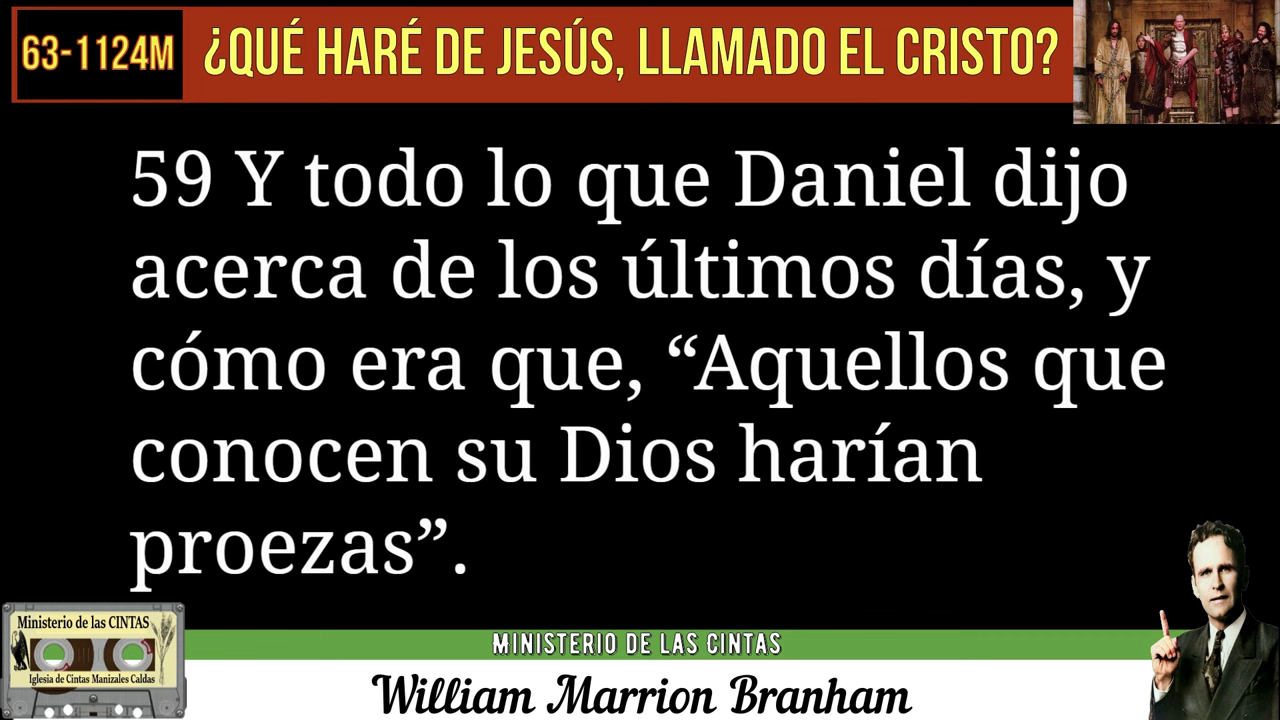 63-1124M
¿QUÉ HARÉ DE JESÚS, LLAMADO EL CRISTO?
59 Y todo lo que Daniel dijo
acerca de los últimos días, y
cómo era que, “Aquellos que
conocen su Dios harían
proezas”.
Ministerio de las CINTAS
Iglesia de Cintas Manizales Caldas
MINISTERIO DE LAS CINTAS
William Marrion Branham